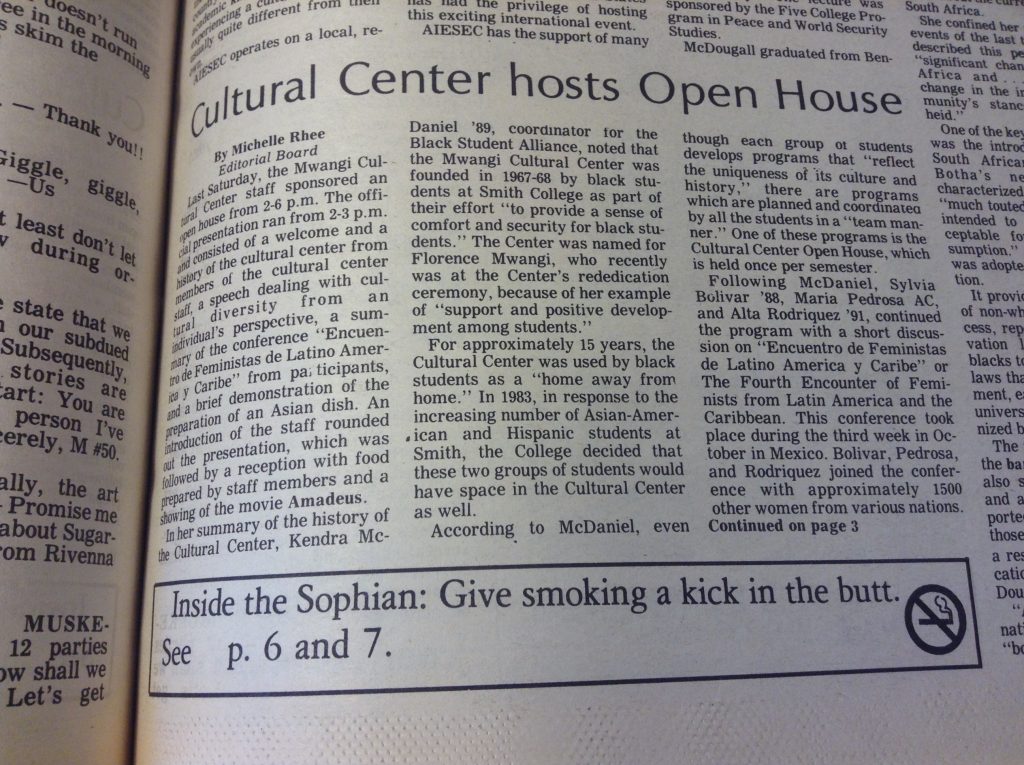 doesn't run
ee in the morning
s skim the
— Thank you!!
Giggle, giggle,
—Us
t least don't let
w during or-
e state that we
n our subdued
Subsequently,
stories are
tart: You are
person I've
cerely, M #50.
ally, the art
- Promise me
about Sugar-
rom Rivenna
MUSKE-
12 parties
ow shall we
Let's get
experiencing a cul
usually quite different from their
own.
AIESEC operates on a local, re-
has had the privilege of hosting
this exciting international event.
AIESEC has the support of many
lecture was
sponsored by the Five College Pro-
gram in Peace and World Security
Studies.
McDougall graduated from Ben-
Cultural Center hosts Open House
By Michelle Rhee
Editorial Board
Last Saturday, the Mwangi Cul-
tural Center staff sponsored an
open house from 2-6 p.m. The offi-
cial presentation ran from 2-3 p.m.
and consisted of a welcome and a
history of the cultural center from
members of the cultural center
staff, a speech dealing with cul-
tural diversity from an
individual's perspective, a sum-
mary of the conference "Encuen-
tro de Feministas de Latino Amer-
ica y Caribe" from pa; ticipants,
and a brief demonstration of the
preparation of an Asian dish. An
introduction of the staff rounded
out the presentation, which was
followed by a reception with food
prepared by staff members and a
showing of the movie Amadeus.
In her summary of the history of
the Cultural Center, Kendra Mc-
Daniel '89, coordinator for the
Black Student Alliance, noted that
the Mwangi Cultural Center was
founded in 1967-68 by black stu-
dents at Smith College as part of
their effort "to provide a sense of
comfort and security for black stu-
dents." The Center was named for
Florence Mwangi, who recently
was at the Center's rededication
ceremony, because of her example
of "support and positive develop-
ment among students."
For approximately 15 years, the
Cultural Center was used by black
students as a "home away from
home." In 1983, in response to the
increasing number of Asian-Amer-
ican and Hispanic students at
Smith, the College decided that
these two groups of students would
have space in the Cultural Center
as well.
According to McDaniel, even
though each group of students
develops programs that "reflect
the uniqueness of its culture and
history," there are programs
which are planned and coordinated
by all the students in a "team man-
ner." One of these programs is the
Cultural Center Open House, which
is held once per semester.
Following McDaniel, Sylvia
Bolivar '88, Maria Pedrosa AC,
and Alta Rodriquez '91, continued
the program with a short discus-
sion on "Encuentro de Feministas
de Latino America y Caribe" or
The Fourth Encounter of Femi-
nists from Latin America and the
Caribbean. This conference took
place during the third week in Oc-
tober in Mexico. Bolivar, Pedrosa,
and Rodriquez joined the confer-
ence with approximately 1500
other women from various nations.
Continued on page 3
South Africa.
She confined her
events of the last t
described this pe
"significant chan
Africa and . .
change in the in
munity's stanc
heid."
One of the key
was the introd
South African
Botha's ne
characterized
"much touted
intended to
ceptable fo
sumption."
was adopte
tion.
It provid
of non-wh
cess, rep
vation l
blacks to
laws tha
ment, ea
univers
nized b
The
the ba
also s
and a
porte
those
a res
catio
Dou
"
nati
"bo
Inside the Sophian: Give smoking a kick in the butt.
See p. 6 and 7.